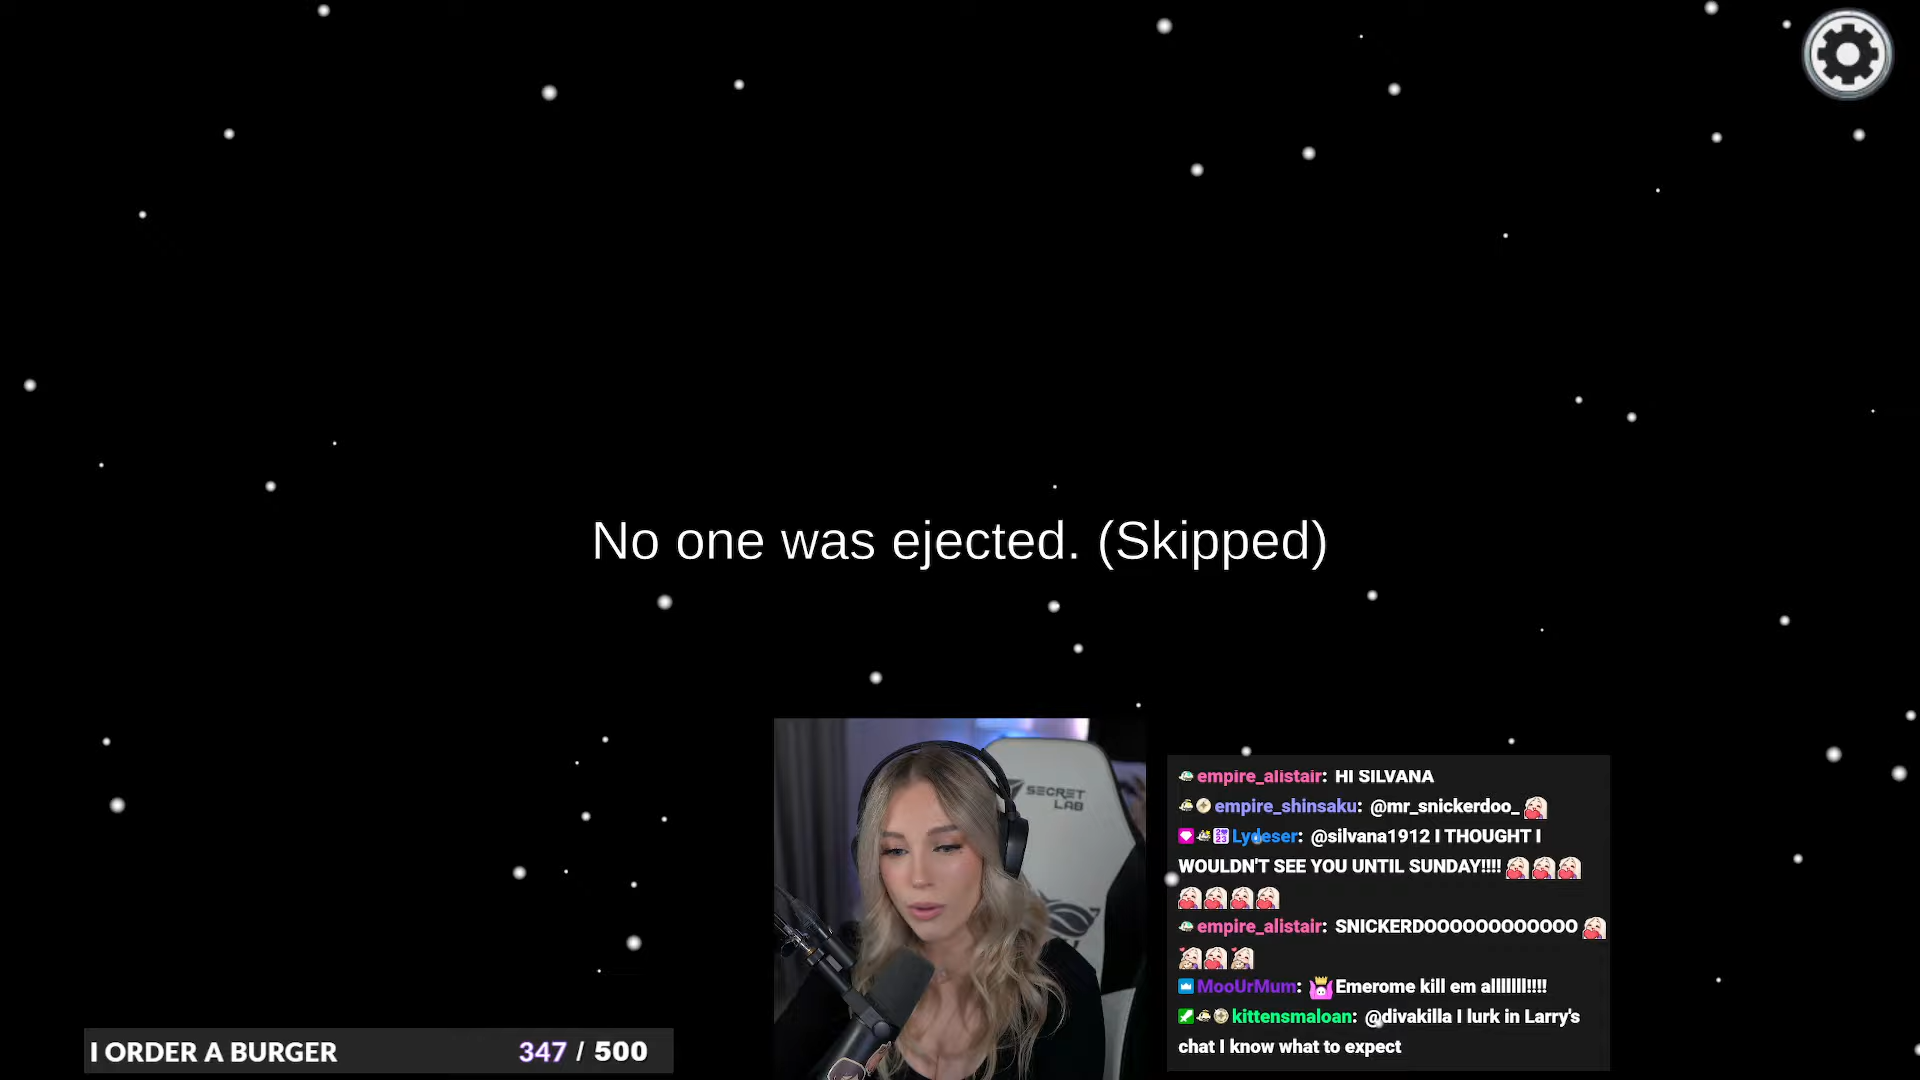 No one was ejected. (Skipped)
SECRET
LAB
empire_alistair: HI SILVANA
empire_shinsaku: @mr_snickerdoo_
Lydeser: @silvana1912 I THOUGHT I
WOULDN'T SEE YOU UNTIL SUNDAY!!!!
empire_alistair: SNICKERDOOOOOOOOOOOO
MooUrMum: Emerome kill em alllllll!!!!
kittensmaloan: @divakilla I lurk in Larry's
chat I know what to expect
I ORDER A BURGER 347 / 500